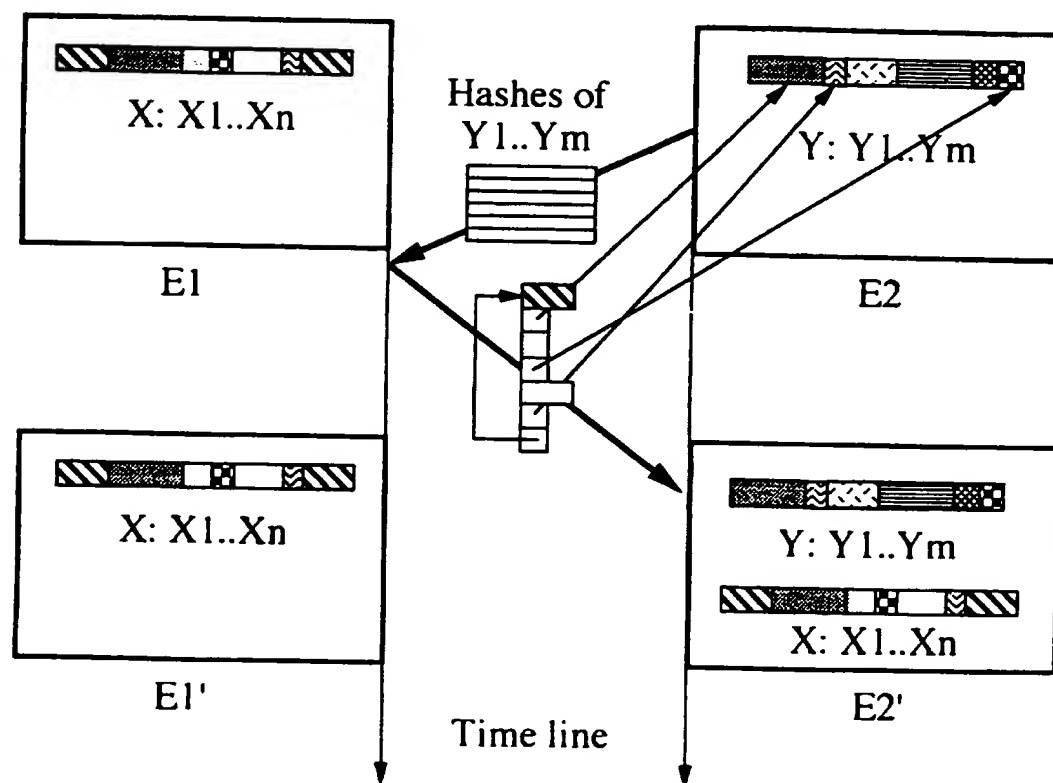 X: X1..Xn
Hashes of
Y1..Ym
Y: Y1..Ym
E1
E2
X: X1..Xn
Y: Y1..Ym
X: X1..Xn
E1'
E2'
Time line